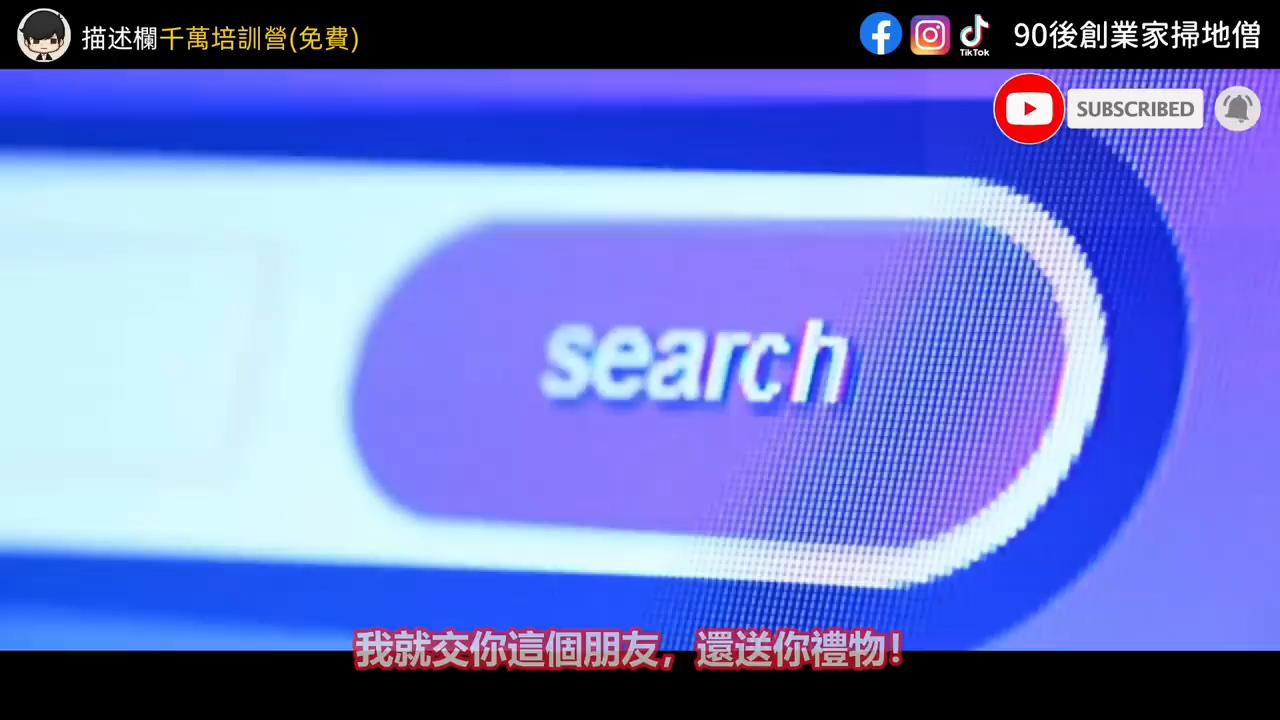 描述欄千萬培訓營(免費)
TikTok
90後創業家掃地僧
SUBSCRIBED
search
我就交你這個朋友，還送你禮物！